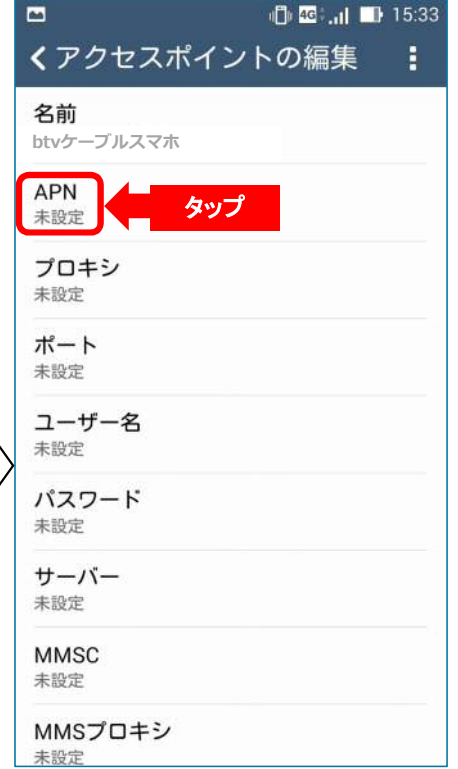 4G 15:33
アクセスポイントの編集
名前
btvケーブルスマホ
APN
未設定
タップ
プロキシ
未設定
ポート
未設定
ユーザー名
未設定
パスワード
未設定
サーバー
未設定
MMSC
未設定
MMSプロキシ
未設定